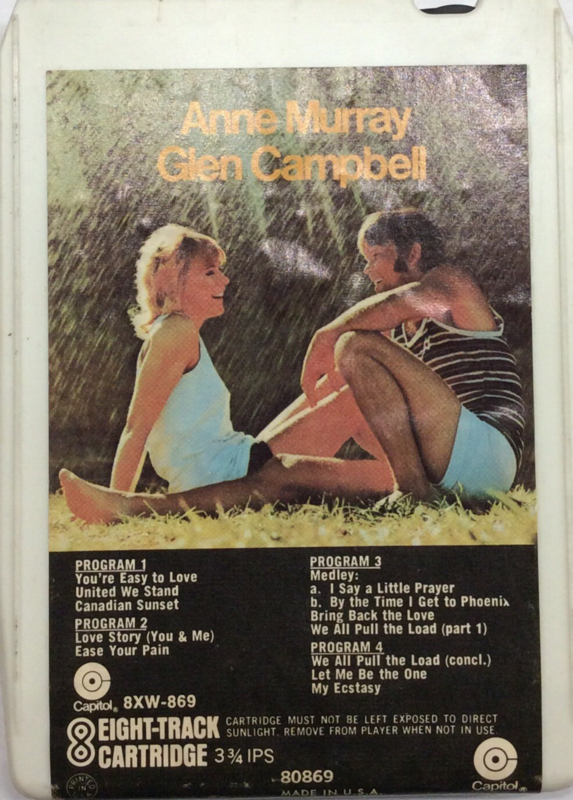 Anne Murray
Glen Campbell
PROGRAM 1
You're Easy to Love
United We Stand
Canadian Sunset
PROGRAM 2
Love Story (You & Me)
Ease Your Pain
PROGRAM 3
Medley:
a. I Say a Little Prayer
b. By the Time I Get to Phoenix
Bring Back the Love
We All Pull the Load (part 1)
PROGRAM 4
We All Pull the Load (concl.)
Let Me Be the One
My Ecstasy
Capitol® 8XW-869
8 EIGHT-TRACK
CARTRIDGE 3¾ IPS
CARTRIDGE MUST NOT BE LEFT EXPOSED TO DIRECT
SUNLIGHT. REMOVE FROM PLAYER WHEN NOT IN USE.
PRINTED IN
80869
MADE IN U.S.A.
Capitol®